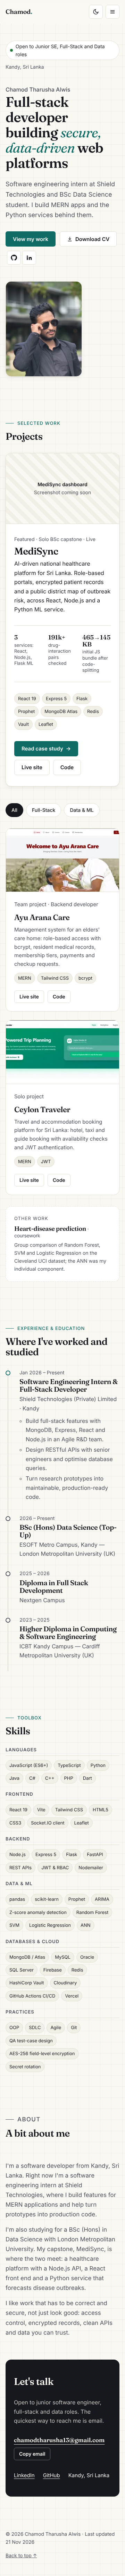 Chamod.
Open to Junior SE, Full-Stack and Data
roles
Kandy, Sri Lanka
Chamod Tharusha Alwis
Full-stack
developer
building secure,
data-driven web
platforms
Software engineering intern at Shield
Technologies and BSc Data Science
student. I build MERN apps and the
Python services behind them.
View my work
Download CV
in
SELECTED WORK
Projects
MediSync dashboard
Screenshot coming soon
Featured · Solo BSc capstone · Live
MediSync
AI-driven national healthcare
platform for Sri Lanka. Role-based
portals, encrypted patient records
and a public dashboard of outbreak
risk, across React, Node.js and a
Python ML service.
3
services:
React,
Node.js,
Flask ML
191k+
drug-
interaction
pairs
checked
465→145
KB
initial JS
bundle after
code-
splitting
React 19
Express 5
Flask
Prophet
MongoDB Atlas
Redis
Vault
Leaflet
Read case study →
Live site
Code
All
Full-Stack
Data & ML
Team project · Backend developer
Ayu Arana Care
Management system for an elders'
care home: role-based access with
bcrypt, resident medical records,
membership tiers, payments and
meetup requests.
MERN
Tailwind CSS
bcrypt
Live site
Code
Powered Trip Planning
Solo project
Ceylon Traveler
Travel and accommodation booking
platform for Sri Lanka: hotel, taxi and
guide booking with availability checks
and JWT authentication.
MERN
JWT
Live site
Code
OTHER WORK
Heart-disease prediction ·
coursework
Group comparison of Random Forest,
SVM and Logistic Regression on the
Cleveland UCI dataset; the ANN was my
individual component.
EXPERIENCE & EDUCATION
Where I've worked and
studied
Jan 2026 – Present
Software Engineering Intern &
Full-Stack Developer
Shield Technologies (Private) Limited
· Kandy
Build full-stack features with
MongoDB, Express, React and
Node.js in an Agile R&D team.
Design RESTful APIs with senior
engineers and optimise database
queries.
Turn research prototypes into
maintainable, production-ready
code.
2026 – Present
BSc (Hons) Data Science (Top-
Up)
ESOFT Metro Campus, Kandy —
London Metropolitan University (UK)
2025 – 2026
Diploma in Full Stack
Development
Nextgen Campus
2023 – 2025
Higher Diploma in Computing
& Software Engineering
ICBT Kandy Campus — Cardiff
Metropolitan University (UK)
TOOLBOX
Skills
LANGUAGES
JavaScript (ES6+)
TypeScript
Python
Java
C#
C++
PHP
Dart
FRONTEND
React 19
Vite
Tailwind CSS
HTML5
CSS3
Socket.IO client
Leaflet
BACKEND
Node.js
Express 5
Flask
FastAPI
REST APIs
JWT & RBAC
Nodemailer
DATA & ML
pandas
scikit-learn
Prophet
ARIMA
Z-score anomaly detection
Random Forest
SVM
Logistic Regression
ANN
DATABASES & CLOUD
MongoDB / Atlas
MySQL
Oracle
SQL Server
Firebase
Redis
HashiCorp Vault
Cloudinary
GitHub Actions CI/CD
Vercel
PRACTICES
OOP
SDLC
Agile
Git
QA test-case design
AES-256 field-level encryption
Secret rotation
ABOUT
A bit about me
I'm a software developer from Kandy, Sri
Lanka. Right now I'm a software
engineering intern at Shield
Technologies, where I build features for
MERN applications and help turn
prototypes into production code.
I'm also studying for a BSc (Hons) in
Data Science with London Metropolitan
University. My capstone, MediSync, is
where the two meet: a healthcare
platform with a Node.js API, a React
front end and a Python service that
forecasts disease outbreaks.
I like work that has to be correct and
secure, not just look good: access
control, encrypted records, clean APIs
and data you can trust.
Let's talk
Open to junior software engineer,
full-stack and data roles. The
quickest way to reach me is email.
chamodtharusha15@gmail.com
Copy email
LinkedIn
GitHub
Kandy, Sri Lanka
© 2026 Chamod Tharusha Alwis · Last updated
21 Nov 2026
Back to top ↑